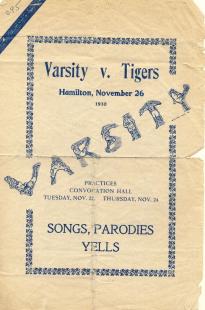 Varsity v. Tigers
Hamilton, November 26
1910
VARSITY
PRACTICES
CONVOCATION HALL
TUESDAY, NOV. 22. THURSDAY, NOV. 24
SONGS, PARODIES
YELLS